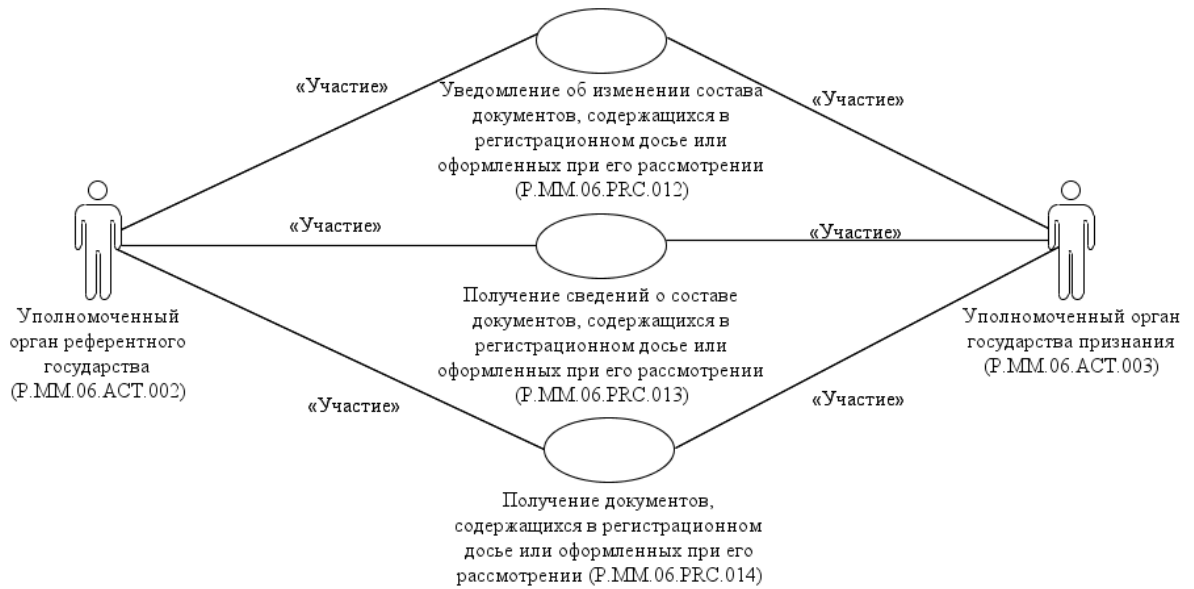 «Участие»
«Участие»
Уведомление об изменении состава
документов, содержащихся в
регистрационном досье или
оформленных при его рассмотрении
(P.MM.06.PRC.012)
«Участие»
«Участие»
Получение сведений о составе
документов, содержащихся в
регистрационном досье или
оформленных при его рассмотрении
(P.MM.06.PRC.013)
Уполномоченный
орган референтного
государства
(P.MM.06.ACT.002)
Уполномоченный орган
государства признания
(P.MM.06.ACT.003)
«Участие»
«Участие»
Получение документов,
содержащихся в регистрационном
досье или оформленных при его
рассмотрении (P.MM.06.PRC.014)